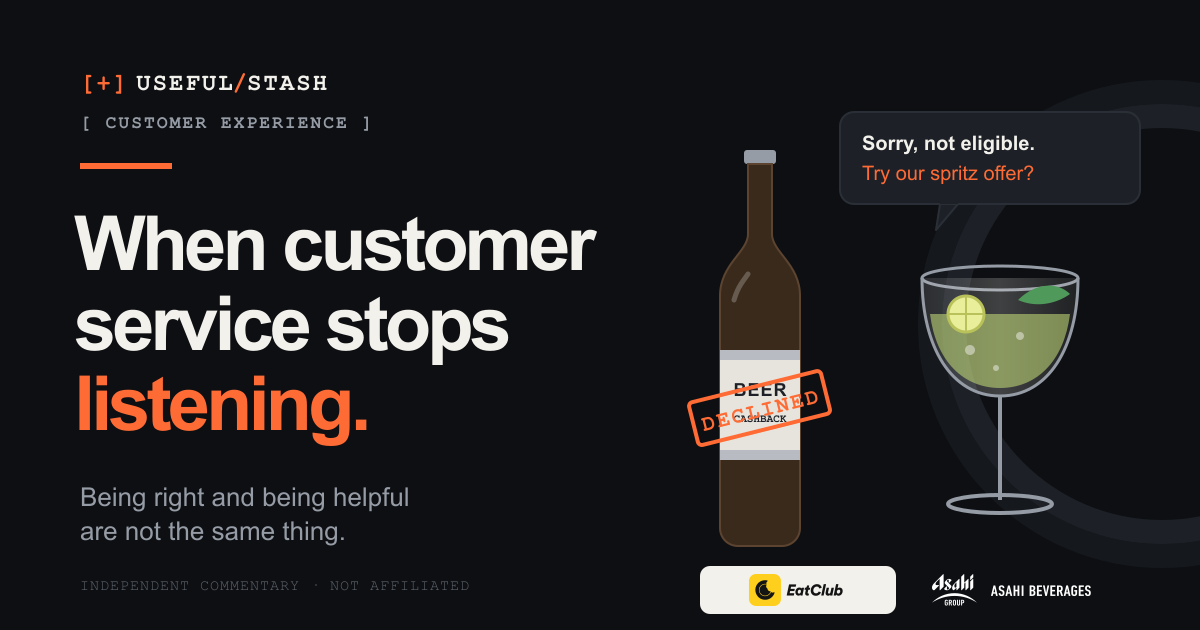 [+] USEFUL/STASH
[ CUSTOMER EXPERIENCE ]
When customer
service stops
listening.
Being right and being helpful
are not the same thing.
INDEPENDENT COMMENTARY · NOT AFFILIATED
Sorry, not eligible.
Try our spritz offer?
BEER
CASHBACK
DECLINED
EatClub
Asahi
GROUP
ASAHI BEVERAGES